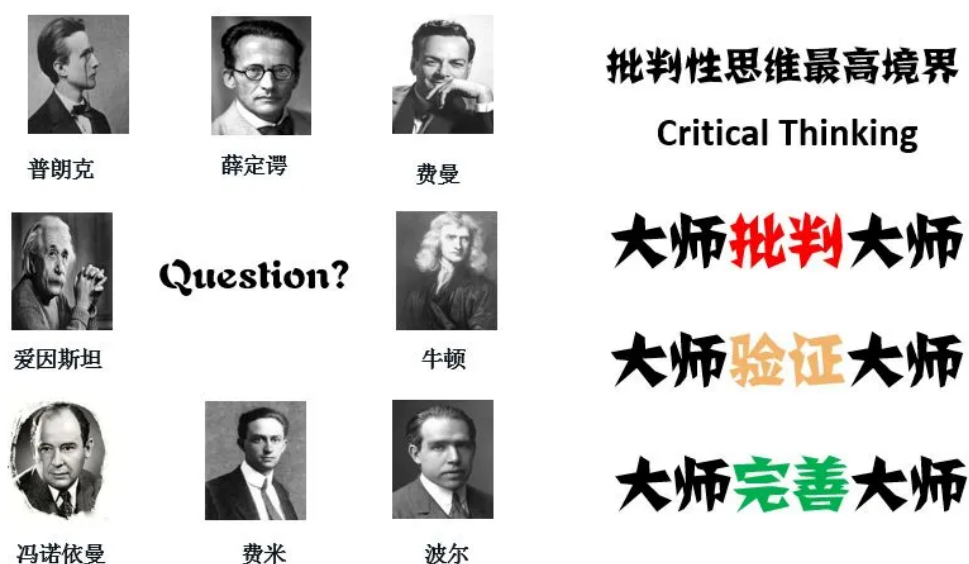 普朗克
薛定谔
费曼
爱因斯坦
Question?
牛顿
冯诺依曼
费米
波尔
批判性思维最高境界
Critical Thinking
大师批判大师
大师验证大师
大师完善大师